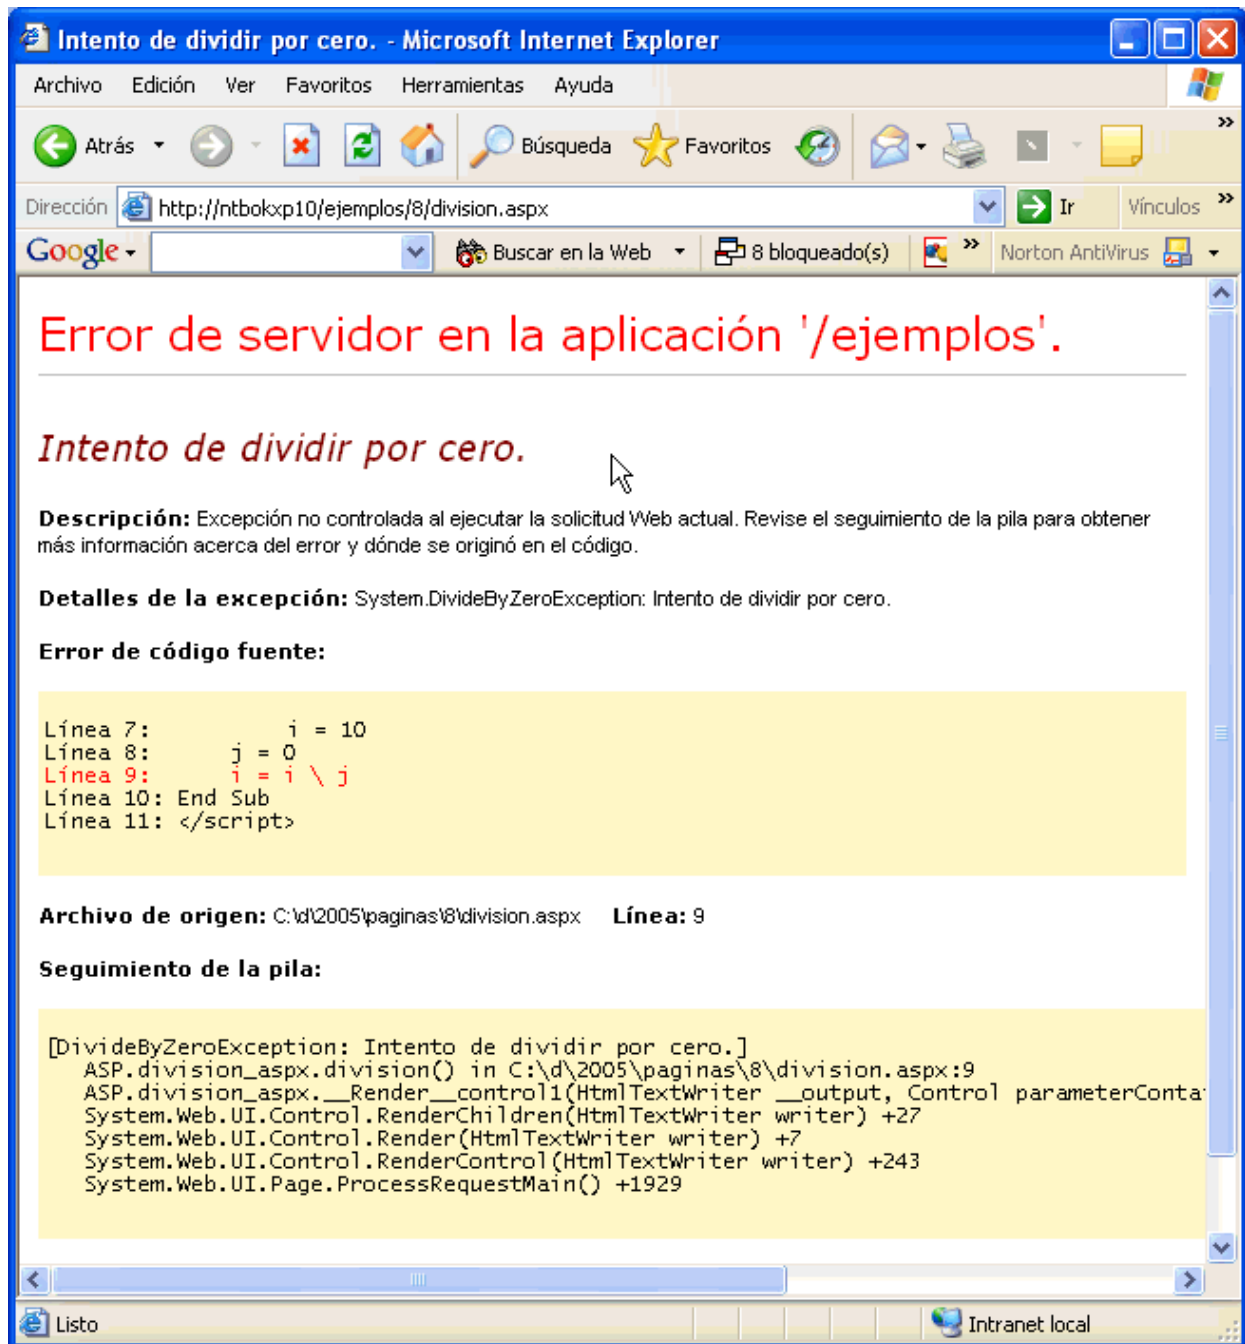 Intento de dividir por cero. - Microsoft Internet Explorer
Archivo Edición Ver Favoritos Herramientas Ayuda
Atrás Búsqueda Favoritos »
Dirección http://ntbokxp10/ejemplos/8/division.aspx Ir Vínculos »
Google Buscar en la Web 8 bloqueado(s) » Norton AntiVirus
Error de servidor en la aplicación '/ejemplos'.
Intento de dividir por cero.
Descripción: Excepción no controlada al ejecutar la solicitud Web actual. Revise el seguimiento de la pila para obtener
más información acerca del error y dónde se originó en el código.
Detalles de la excepción: System.DivideByZeroException: Intento de dividir por cero.
Error de código fuente:
Línea 7:          i = 10
Línea 8:      j = 0
Línea 9:      i = i \ j
Línea 10: End Sub
Línea 11: </script>
Archivo de origen: C:\d\2005\paginas\8\division.aspx    Línea: 9
Seguimiento de la pila:
[DivideByZeroException: Intento de dividir por cero.]
   ASP.division_aspx.division() in C:\d\2005\paginas\8\division.aspx:9
   ASP.division_aspx.__Render__control1(HtmlTextWriter __output, Control parameterConta
   System.Web.UI.Control.RenderChildren(HtmlTextWriter writer) +27
   System.Web.UI.Control.Render(HtmlTextWriter writer) +7
   System.Web.UI.Control.RenderControl(HtmlTextWriter writer) +243
   System.Web.UI.Page.ProcessRequestMain() +1929
Listo Intranet local